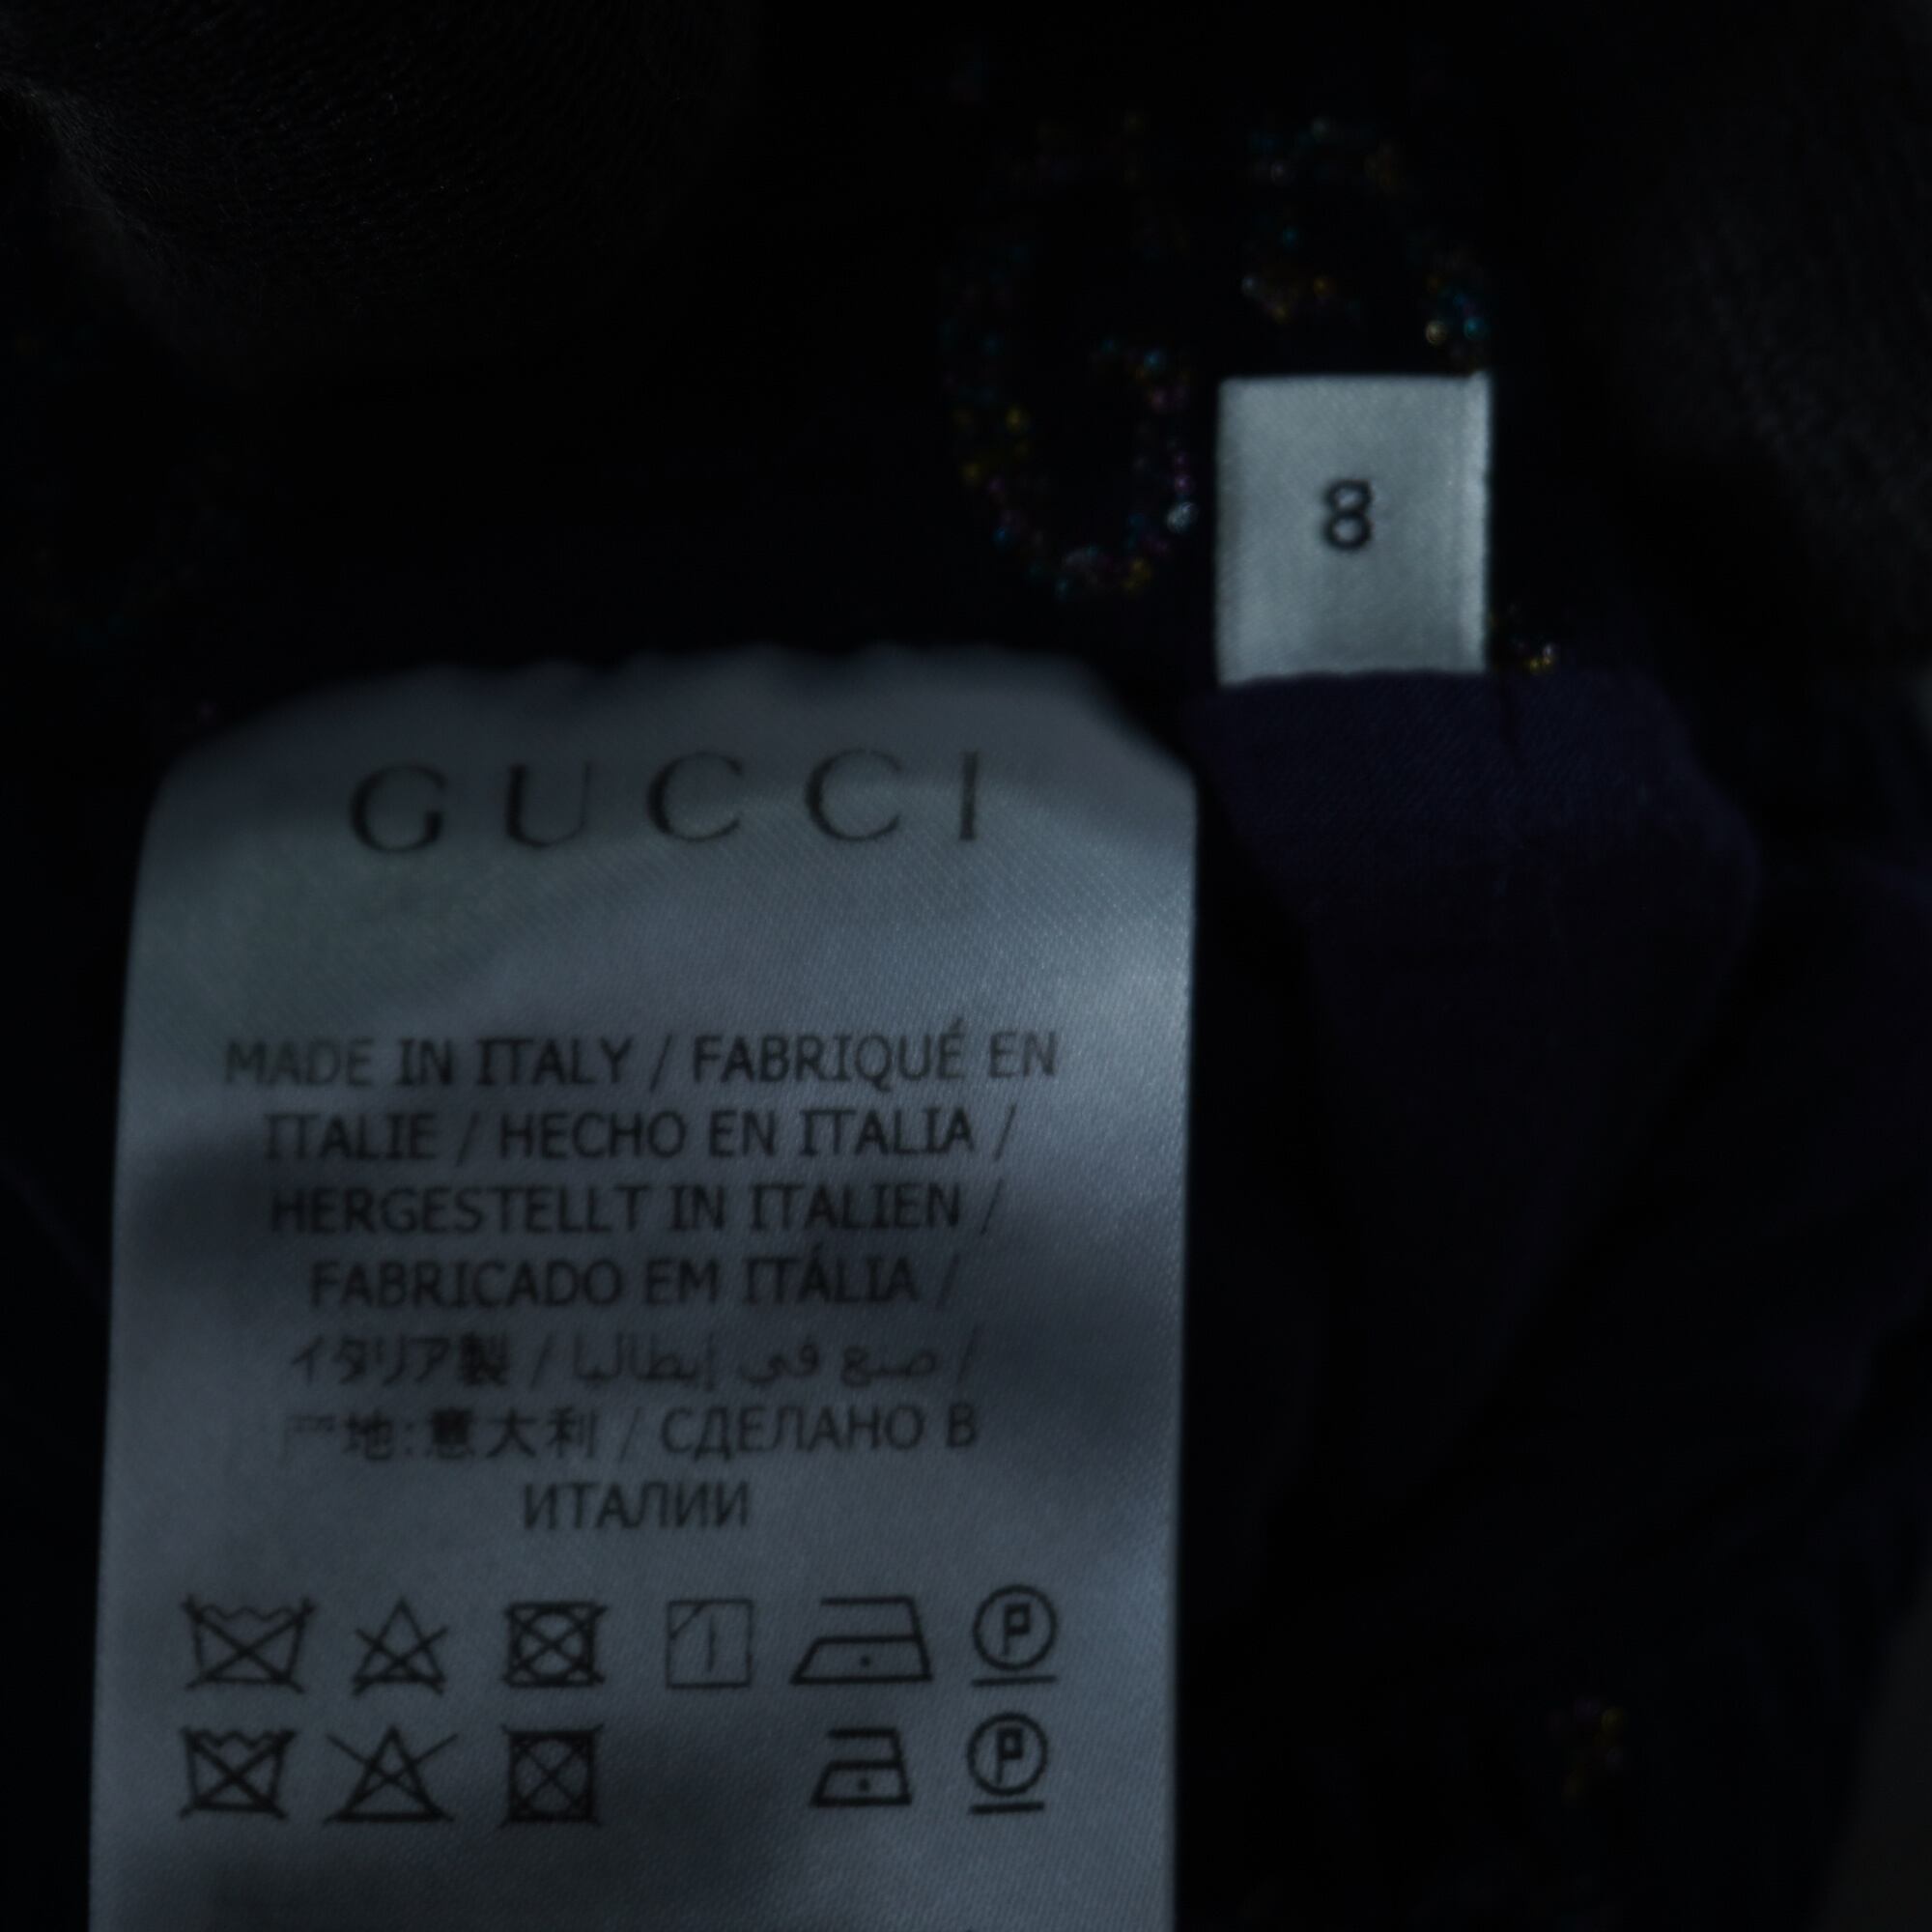 8
GUCCI
MADE IN ITALY / FABRIQUÉ EN
ITALIE / HECHO EN ITALIA /
HERGESTELLT IN ITALIEN /
FABRICADO EM ITÁLIA /
イタリア製 / صنع في إيطاليا /
产地:意大利 / СДЕЛАНО В
ИТАЛИИ